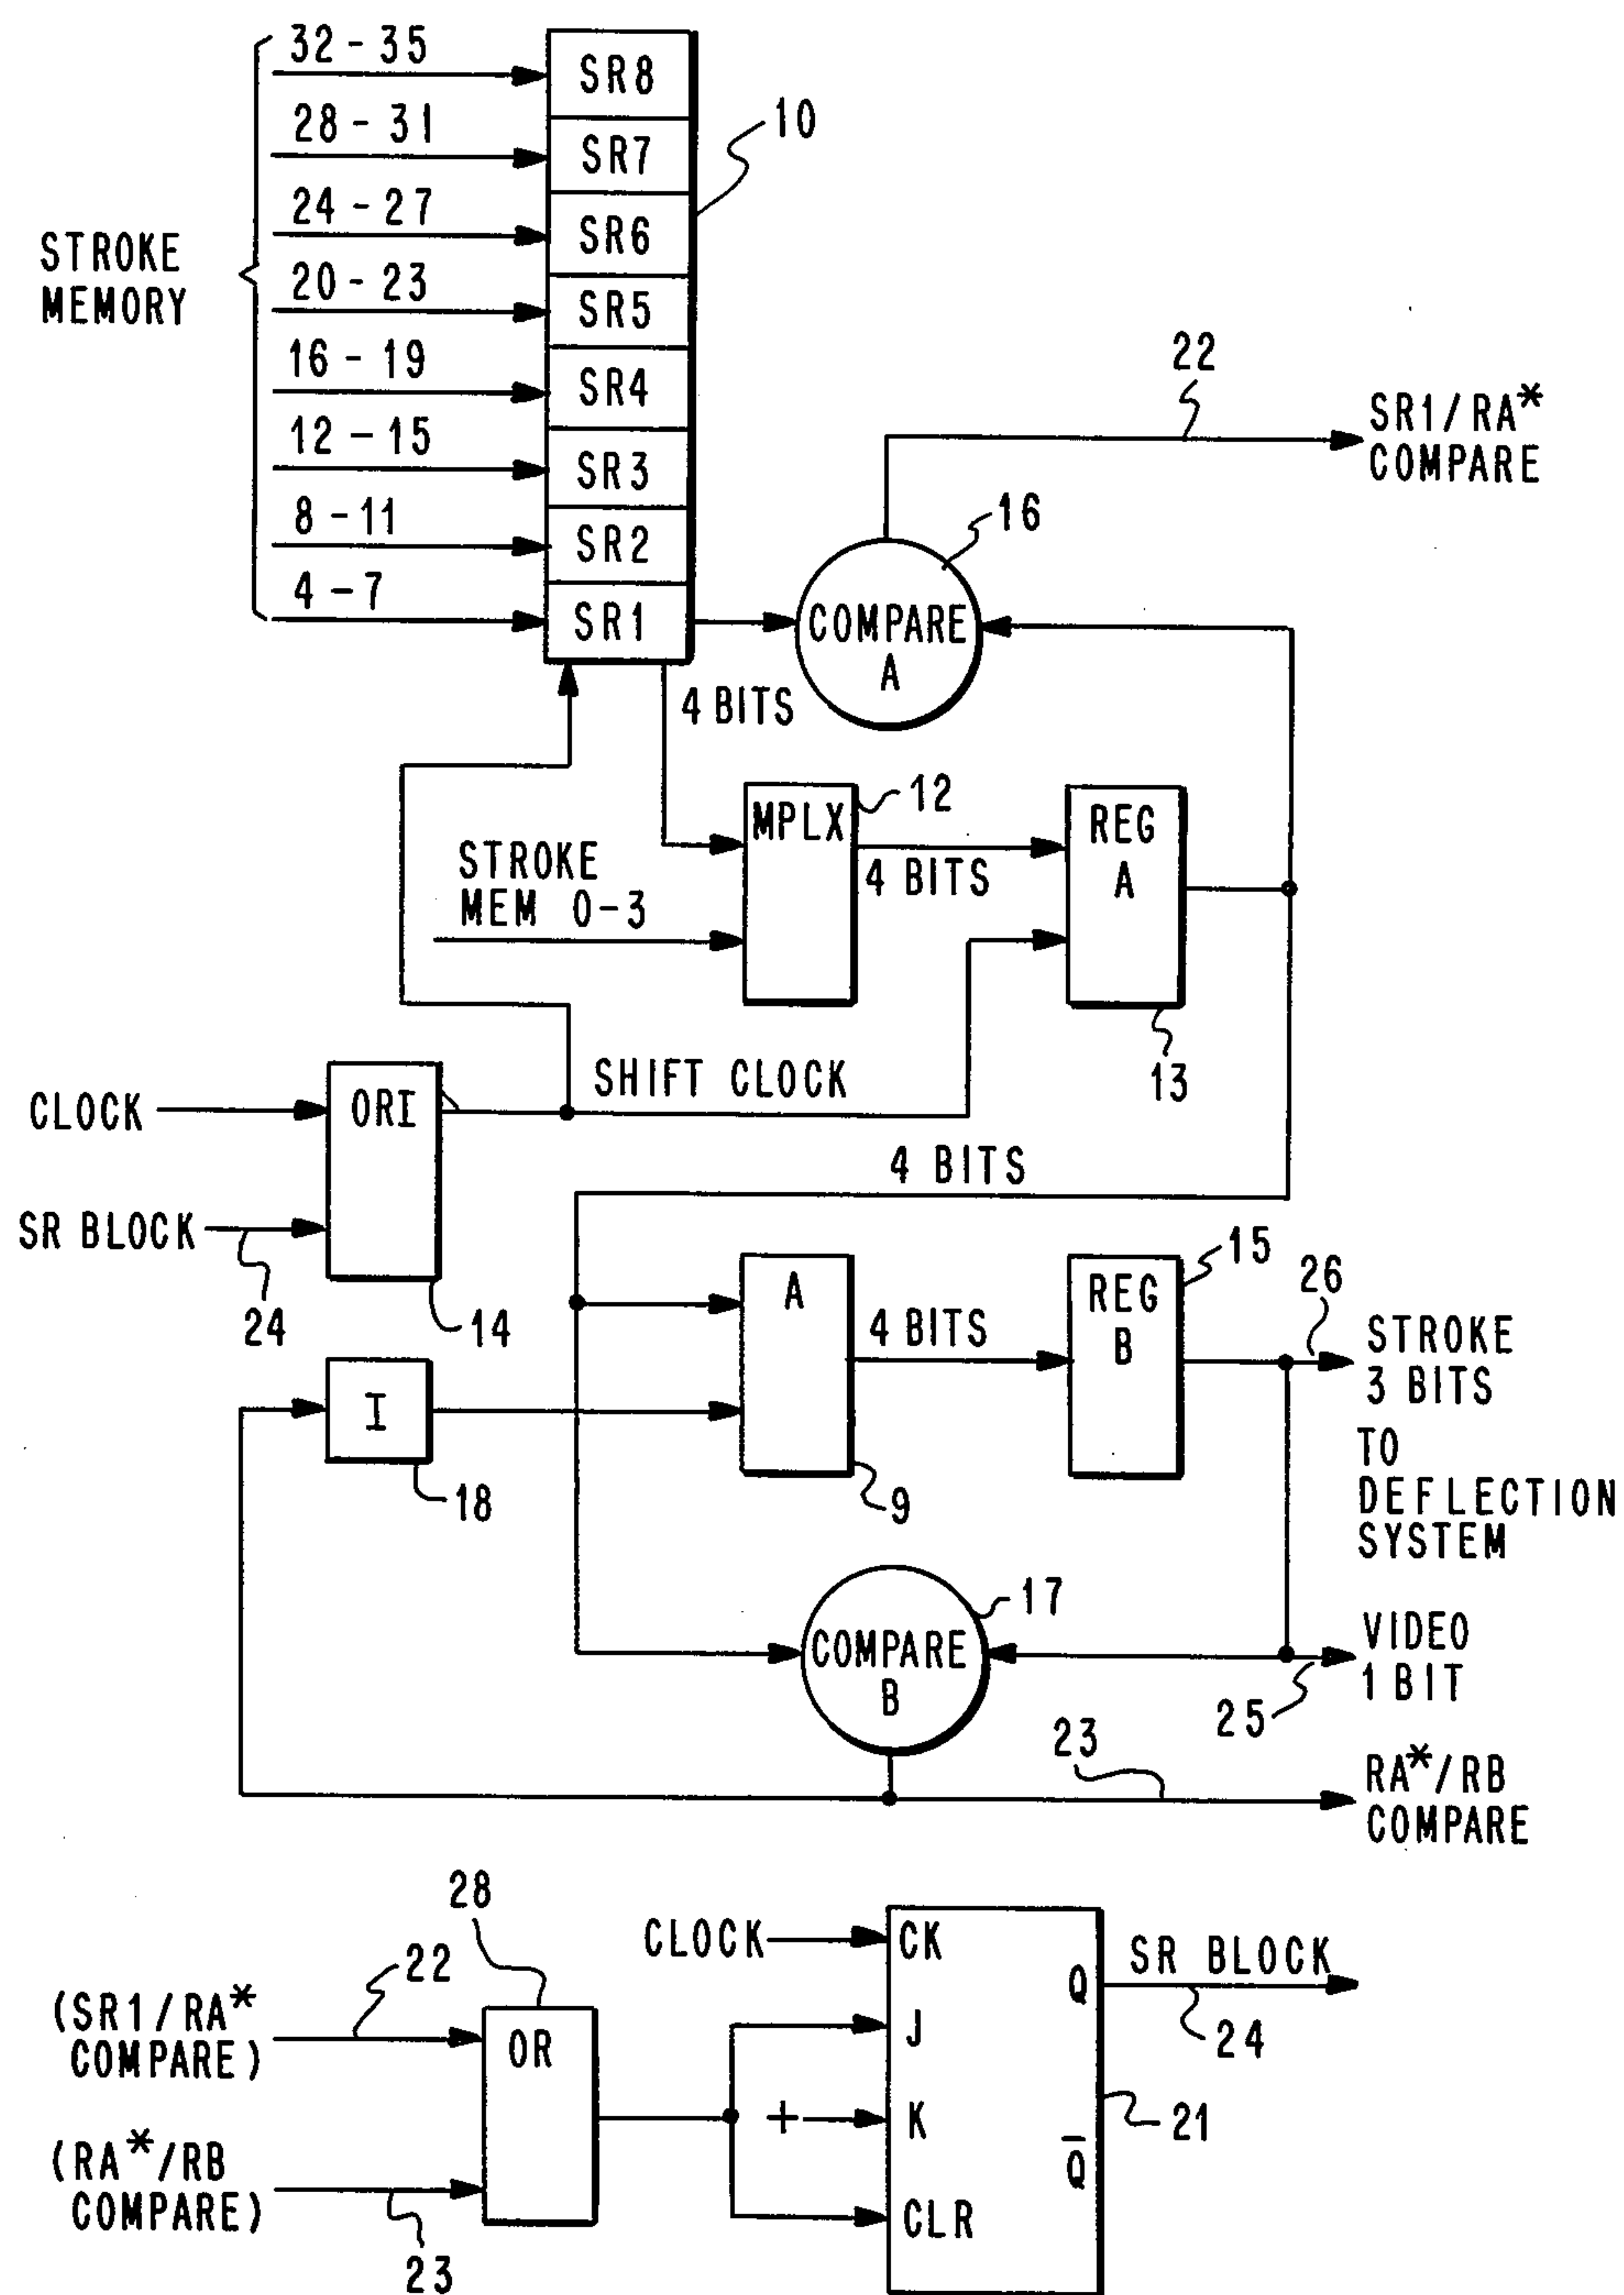 32-35
SR8
28-31
10
SR7
24-27
SR6
STROKE
MEMORY
20-23
SR5
16-19
SR4
22
SR1/RA*
COMPARE
12-15
SR3
8-11
SR2
16
4-7
SR1
COMPARE
A
4 BITS
MPLX
12
REG
A
STROKE
MEM 0-3
4 BITS
13
CLOCK
ORI
SHIFT CLOCK
4 BITS
SR BLOCK
24
14
A
4 BITS
REG
B
15
26
STROKE
3 BITS
TO
DEFLECTION
SYSTEM
I
18
9
COMPARE
B
17
VIDEO
1 BIT
25
23
RA*/RB
COMPARE
28
CLOCK
CK
Q
SR BLOCK
24
(SR1/RA*
COMPARE)
22
OR
J
+
K
21
Q̅
(RA*/RB
COMPARE)
23
CLR